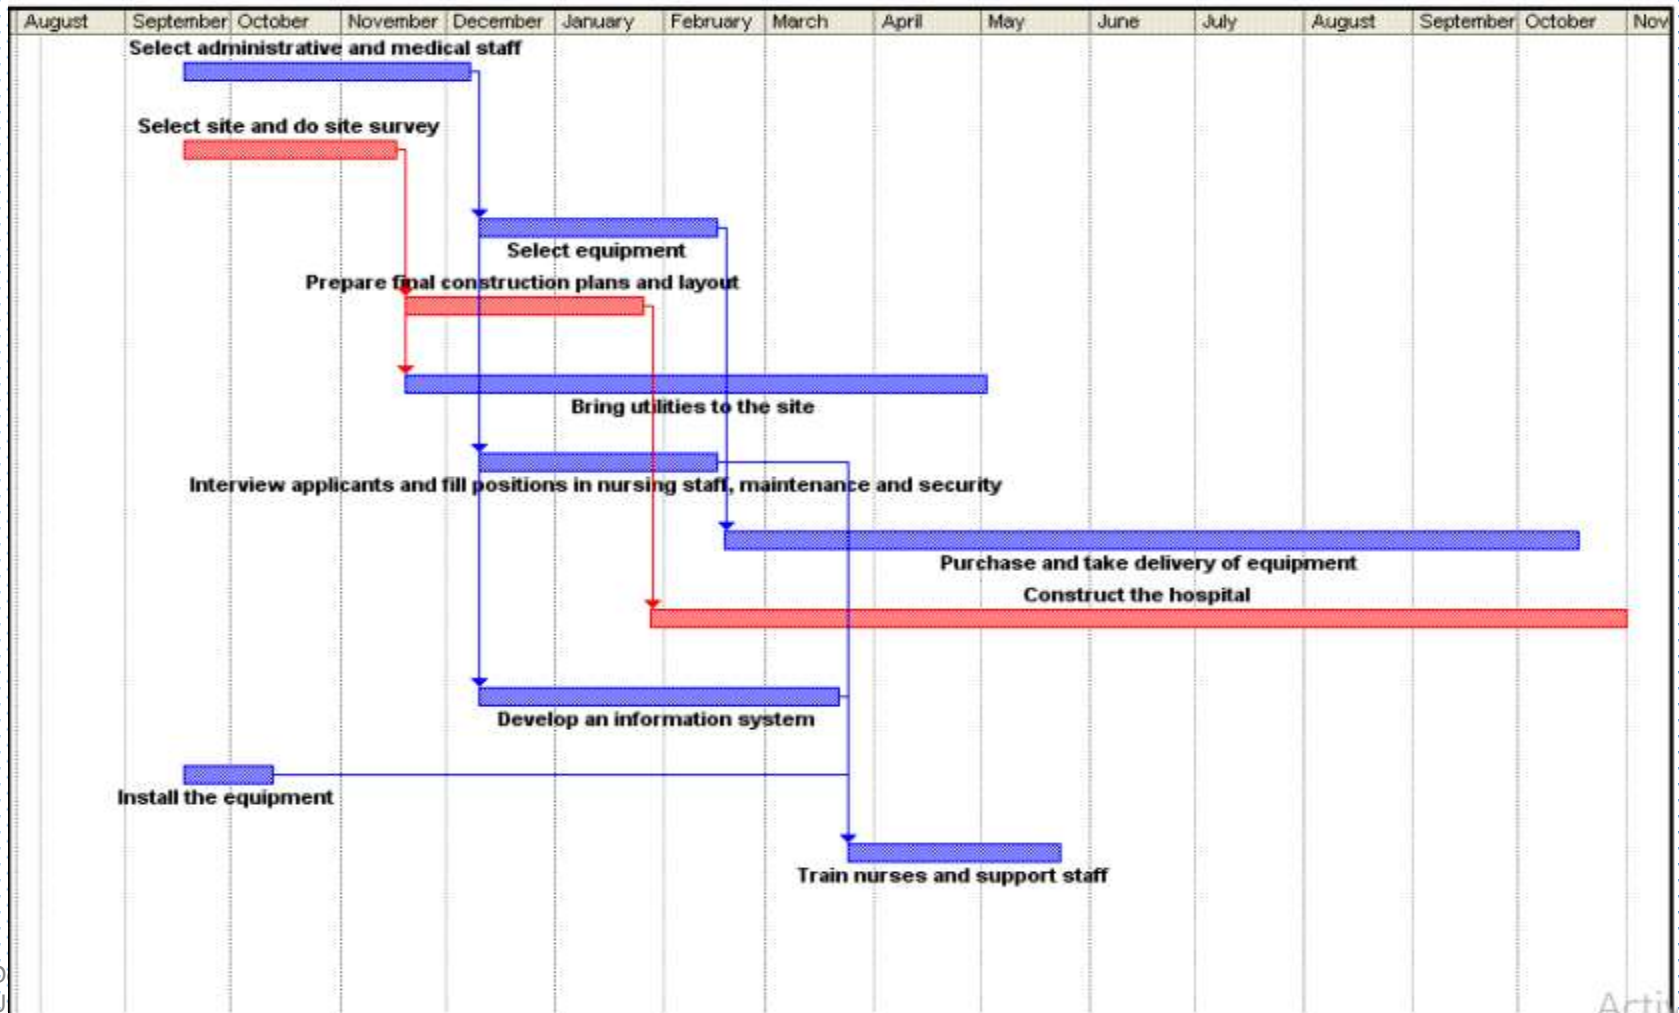 August September October November December January February March April May June July August September October Nov
Select administrative and medical staff
Select site and do site survey
Select equipment
Prepare final construction plans and layout
Bring utilities to the site
Interview applicants and fill positions in nursing staff, maintenance and security
Purchase and take delivery of equipment
Construct the hospital
Develop an information system
Install the equipment
Train nurses and support staff